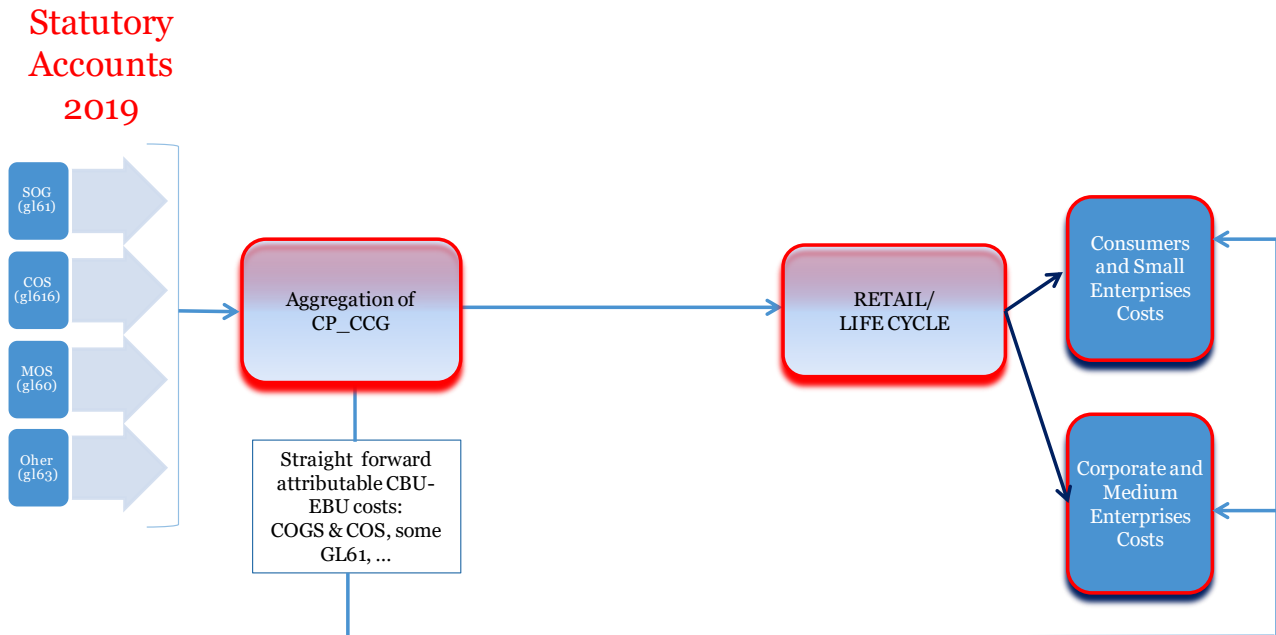 Statutory
Accounts
2019
SOG
(gl61)
COS
(gl616)
MOS
(gl60)
Oher
(gl63)
Aggregation of
CP_CCG
Straight forward
attributable CBU-
EBU costs:
COGS & COS, some
GL61, ...
RETAIL/
LIFE CYCLE
Consumers
and Small
Enterprises
Costs
Corporate and
Medium
Enterprises
Costs